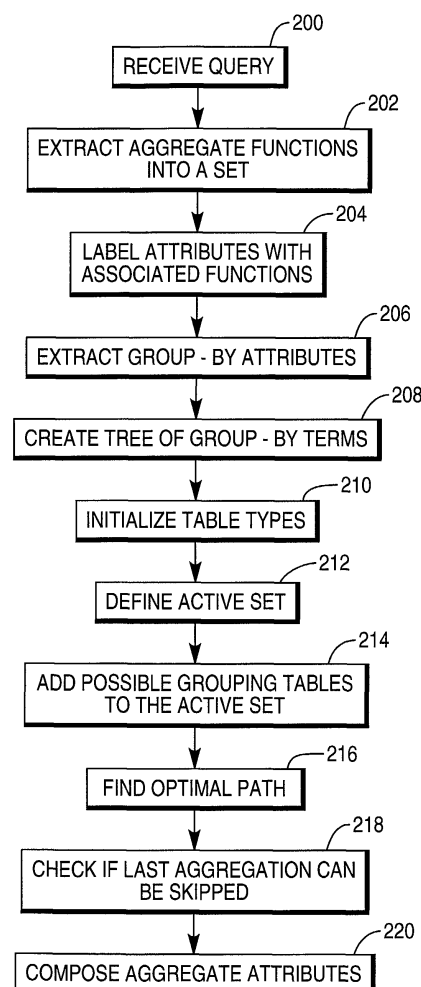 200
RECEIVE QUERY
202
EXTRACT AGGREGATE FUNCTIONS
INTO A SET
204
LABEL ATTRIBUTES WITH
ASSOCIATED FUNCTIONS
206
EXTRACT GROUP - BY ATTRIBUTES
208
CREATE TREE OF GROUP - BY TERMS
210
INITIALIZE TABLE TYPES
212
DEFINE ACTIVE SET
214
ADD POSSIBLE GROUPING TABLES
TO THE ACTIVE SET
216
FIND OPTIMAL PATH
218
CHECK IF LAST AGGREGATION CAN
BE SKIPPED
220
COMPOSE AGGREGATE ATTRIBUTES